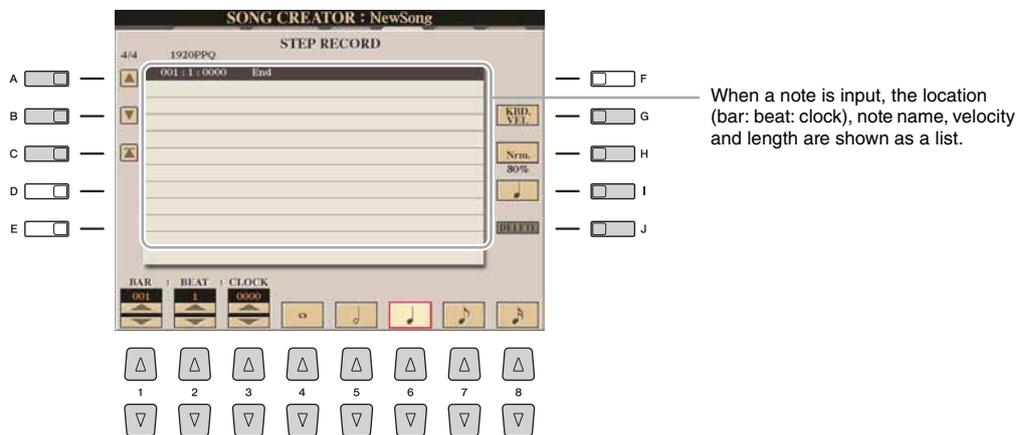 SONG CREATOR : NewSong
STEP RECORD
4/4 1920PPQ
001 : 1 : 0000 End
A
B
C
D
E
F
G
H
I
J
KBD. VEL
Nrm.
80%
DELETE
When a note is input, the location
(bar: beat: clock), note name, velocity
and length are shown as a list.
BAR : BEAT : CLOCK
001 1 0000
1 2 3 4 5 6 7 8